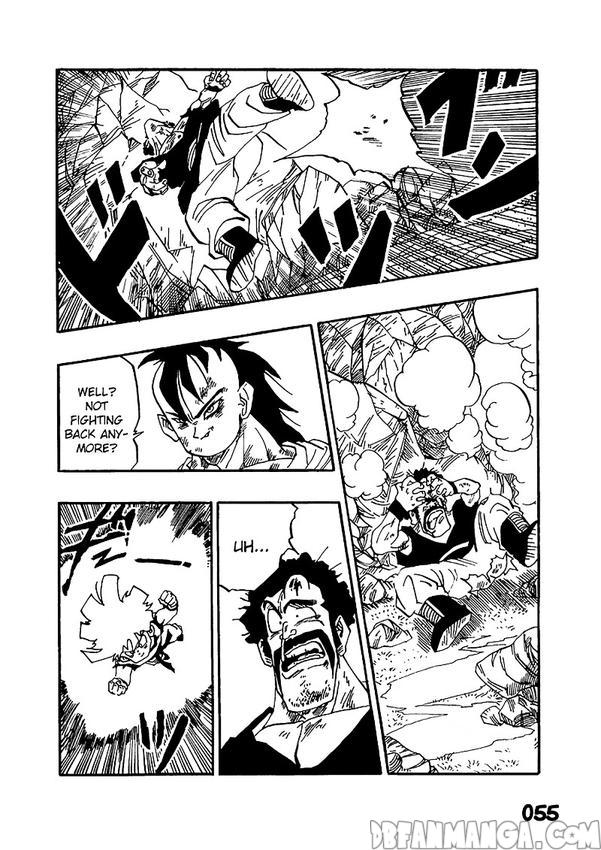 WELL?
NOT
FIGHTING
BACK ANY-
MORE?
UH...
055
DBFANMANGA.COM